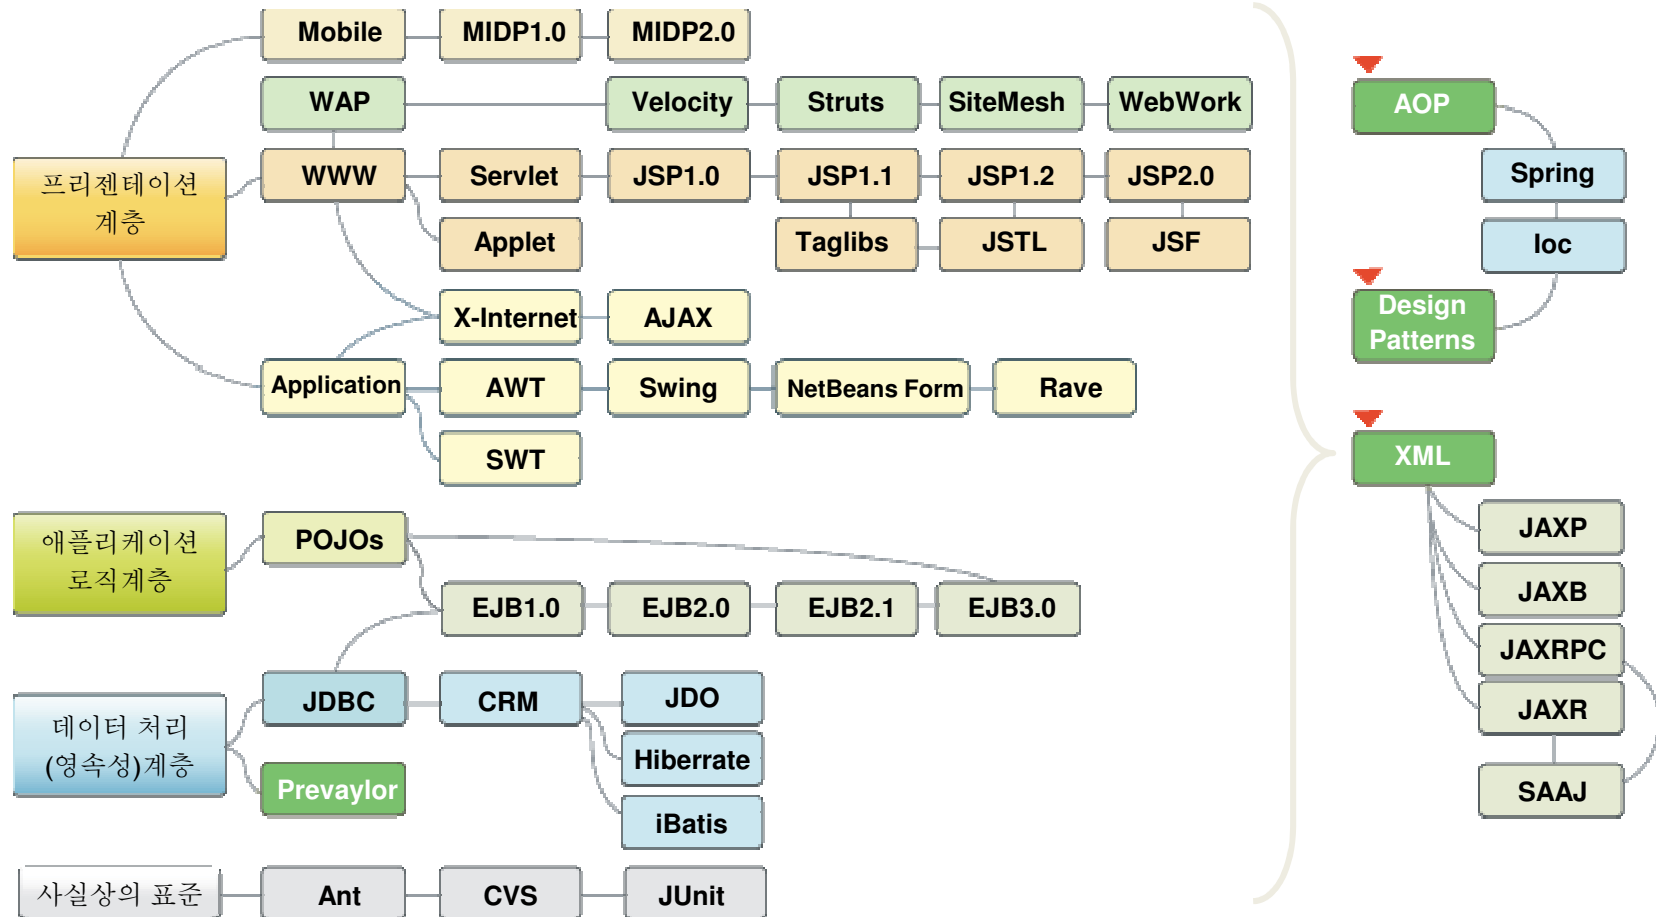 Mobile
MIDP1.0
MIDP2.0
WAP
Velocity
Struts
SiteMesh
WebWork
프리젠테이션
계층
WWW
Servlet
JSP1.0
JSP1.1
JSP1.2
JSP2.0
Applet
Taglibs
JSTL
JSF
X-Internet
AJAX
Application
AWT
Swing
NetBeans Form
Rave
SWT
애플리케이션
로직계층
POJOs
EJB1.0
EJB2.0
EJB2.1
EJB3.0
데이터 처리
(영속성)계층
JDBC
CRM
JDO
Hiberrate
iBatis
Prevaylor
사실상의 표준
Ant
CVS
JUnit
AOP
Spring
Ioc
Design
Patterns
XML
JAXP
JAXB
JAXRPC
JAXR
SAAJ